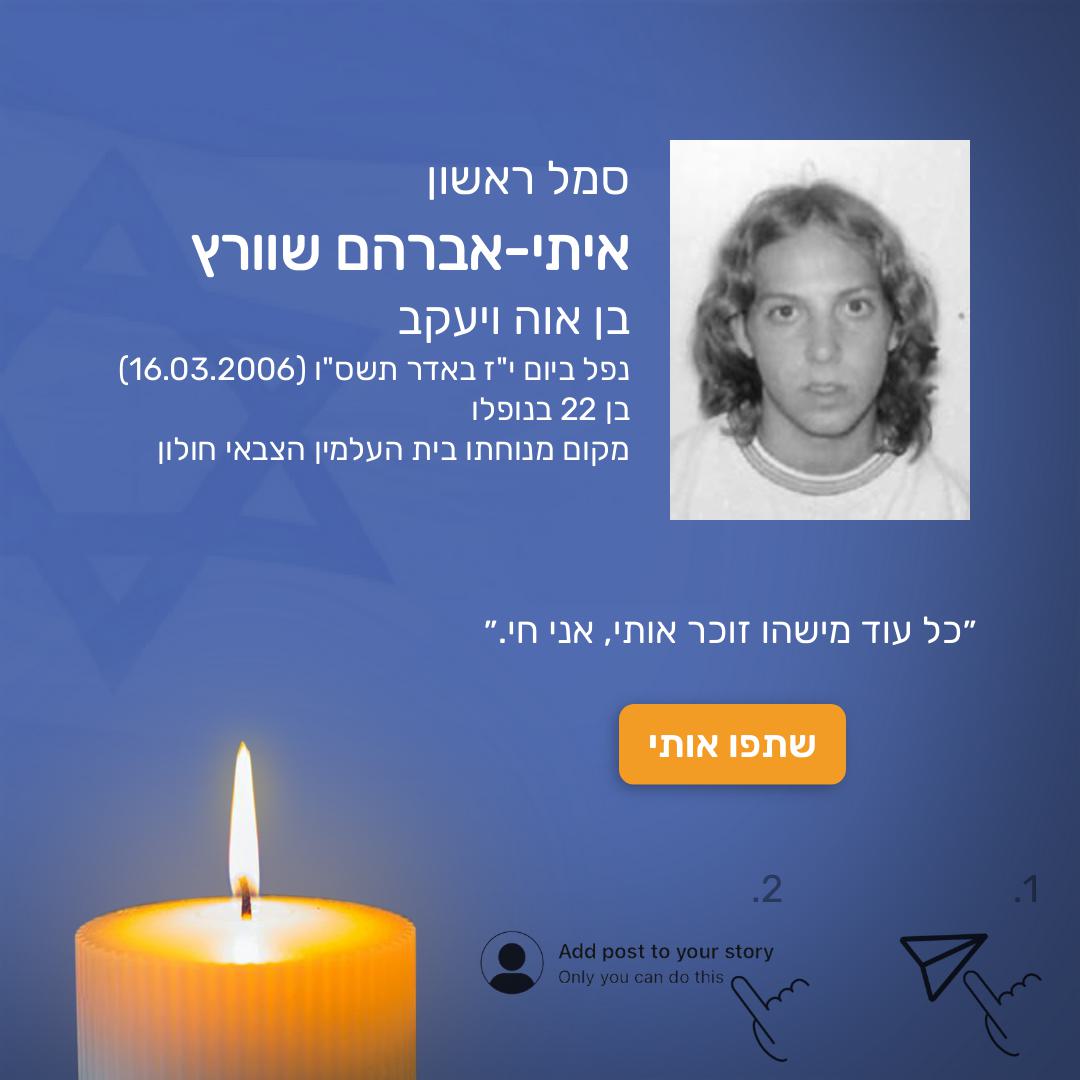 סמל ראשון
איתי-אברהם שוורץ
בן אוה ויעקב
נפל ביום י"ז באדר תשס"ו (16.03.2006)
בן 22 בנופלו
מקום מנוחתו בית העלמין הצבאי חולון
״כל עוד מישהו זוכר אותי, אני חי.״
שתפו אותי
1.
2.
Add post to your story
Only you can do this